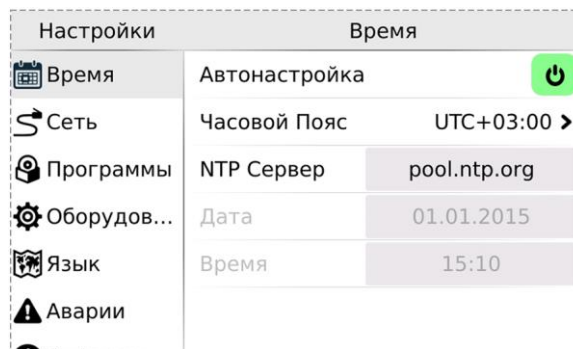 Настройки
Время
Время
Сеть
Программы
Оборудов...
Язык
Аварии
Автонастройка
Часовой Пояс UTC+03:00 >
NTP Сервер pool.ntp.org
Дата 01.01.2015
Время 15:10